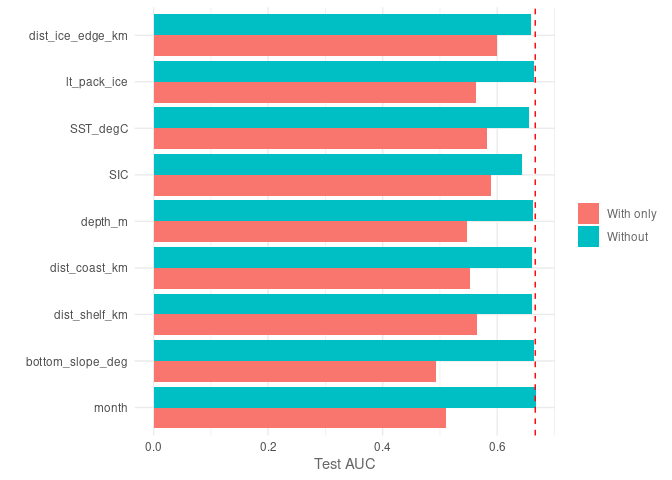 dist_ice_edge_km
lt_pack_ice
SST_degC
SIC
depth_m
dist_coast_km
dist_shelf_km
bottom_slope_deg
month
0.0 0.2 0.4 0.6
Test AUC
With only
Without